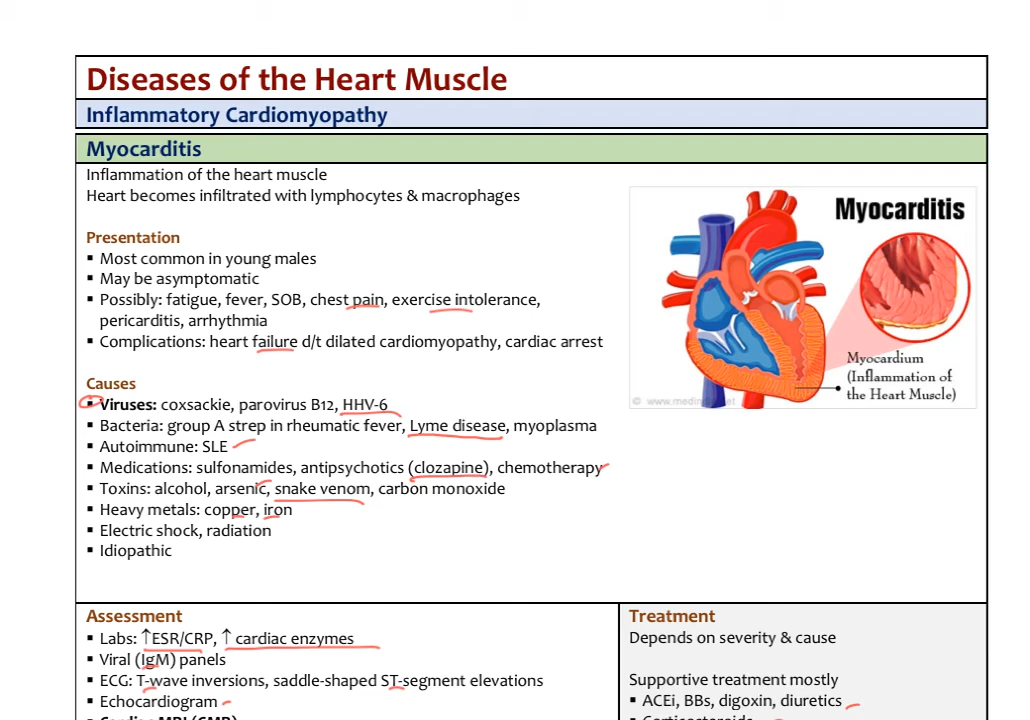 Diseases of the Heart Muscle
Inflammatory Cardiomyopathy
Myocarditis
Inflammation of the heart muscle
Heart becomes infiltrated with lymphocytes & macrophages
Presentation
▪ Most common in young males
▪ May be asymptomatic
▪ Possibly: fatigue, fever, SOB, chest pain, exercise intolerance,
pericarditis, arrhythmia
▪ Complications: heart failure d/t dilated cardiomyopathy, cardiac arrest
Causes
▪ Viruses: coxsackie, parovirus B12, HHV-6
▪ Bacteria: group A strep in rheumatic fever, Lyme disease, myoplasma
▪ Autoimmune: SLE
▪ Medications: sulfonamides, antipsychotics (clozapine), chemotherapy
▪ Toxins: alcohol, arsenic, snake venom, carbon monoxide
▪ Heavy metals: copper, iron
▪ Electric shock, radiation
▪ Idiopathic
Myocarditis
Myocardium
(Inflammation of
the Heart Muscle)
Assessment
▪ Labs: ↑ESR/CRP, ↑ cardiac enzymes
▪ Viral (IgM) panels
▪ ECG: T-wave inversions, saddle-shaped ST-segment elevations
▪ Echocardiogram
▪ Cardiac MRI (CMR)
Treatment
Depends on severity & cause
Supportive treatment mostly
▪ ACEi, BBs, digoxin, diuretics
▪ Corticosteroids